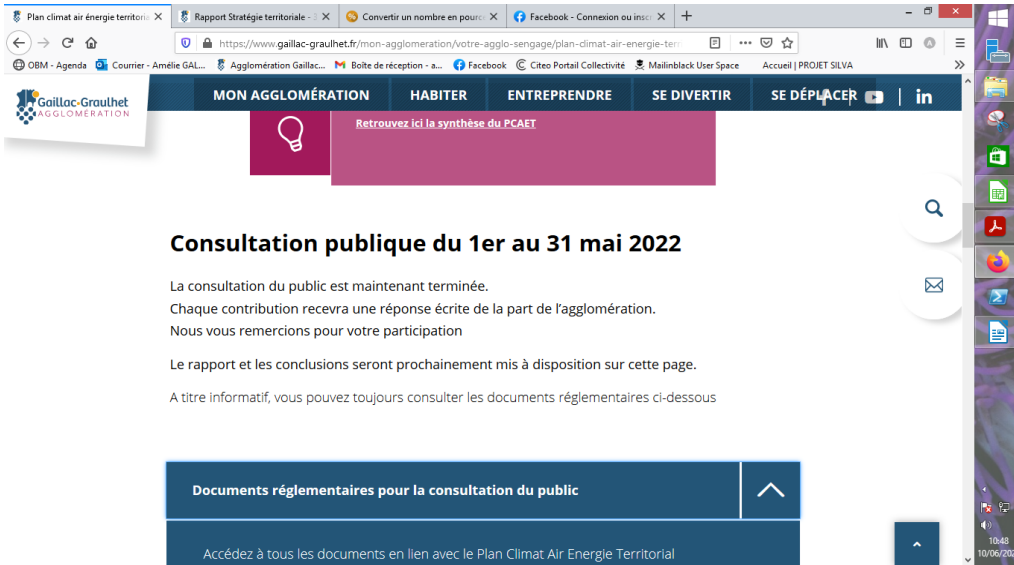 Plan climat air énergie territoria
Rapport Stratégie territoriale - 
Convertir un nombre en pource
Facebook - Connexion ou inscr
https://www.gaillac-graulhet.fr/mon-agglomeration/votre-agglo-sengage/plan-climat-air-energie-terr
OBM - Agenda
Courrier - Amélie GAL...
Agglomération Gaillac...
Boîte de réception - a...
Facebook
Citeo Portail Collectivité
Mailinblack User Space
Accueil | PROJET SILVA
Gaillac-Graulhet
AGGLOMÉRATION
MON AGGLOMÉRATION
HABITER
ENTREPRENDRE
SE DIVERTIR
SE DÉPLACER
in
Retrouvez ici la synthèse du PCAET
Consultation publique du 1er au 31 mai 2022
La consultation du public est maintenant terminée.
Chaque contribution recevra une réponse écrite de la part de l'agglomération.
Nous vous remercions pour votre participation
Le rapport et les conclusions seront prochainement mis à disposition sur cette page.
A titre informatif, vous pouvez toujours consulter les documents réglementaires ci-dessous
Documents réglementaires pour la consultation du public
Accédez à tous les documents en lien avec le Plan Climat Air Energie Territorial
10:48
10/06/202